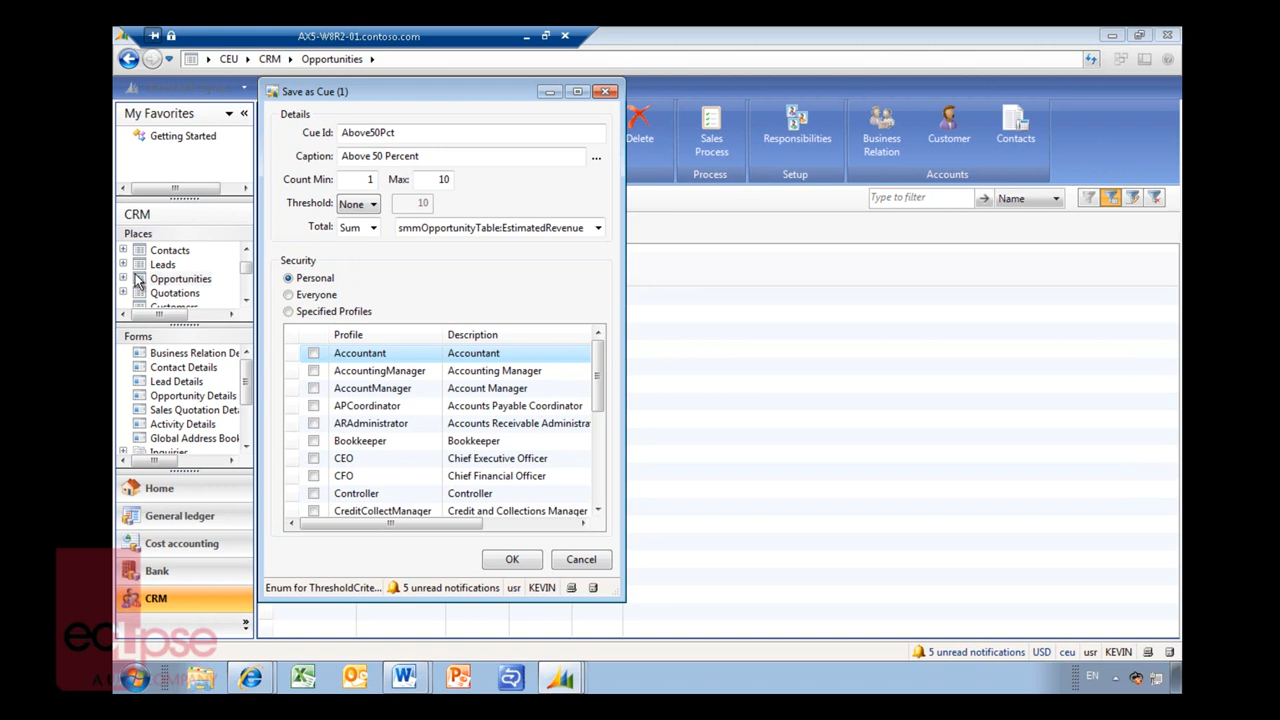 AX5-W8R2-01.contoso.com
CEU CRM Opportunities
My Favorites
Getting Started
CRM
Places
Contacts
Leads
Opportunities
Quotations
Customers
Forms
Business Relation De
Contact Details
Lead Details
Opportunity Details
Sales Quotation Deta
Activity Details
Global Address Book
Inquiries
Home
General ledger
Cost accounting
Bank
CRM
Save as Cue (1)
Details
Cue Id: Above50Pct
Caption: Above 50 Percent ...
Count Min: 1 Max: 10
Threshold: None 10
Total: Sum smmOpportunityTable:EstimatedRevenue
Security
Personal
Everyone
Specified Profiles
Profile Description
Accountant Accountant
AccountingManager Accounting Manager
AccountManager Account Manager
APCoordinator Accounts Payable Coordinator
ARAdministrator Accounts Receivable Administra
Bookkeeper Bookkeeper
CEO Chief Executive Officer
CFO Chief Financial Officer
Controller Controller
CreditCollectManager Credit and Collections Manager
OK Cancel
Enum for ThresholdCrite... 5 unread notifications usr KEVIN
Delete
Sales Process
Responsibilities
Business Relation
Customer
Contacts
Process Setup Accounts
Type to filter Name
5 unread notifications USD ceu usr KEVIN
eclipse
COMPANY
EN